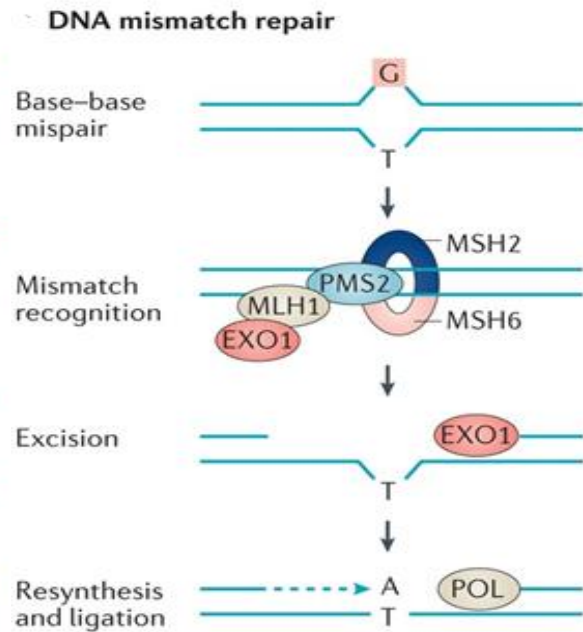 DNA mismatch repair
G
Base–base
mispair
T
MSH2
PMS2
Mismatch
recognition
MLH1
MSH6
EXO1
Excision
EXO1
T
Resynthesis
and ligation
A
POL
T